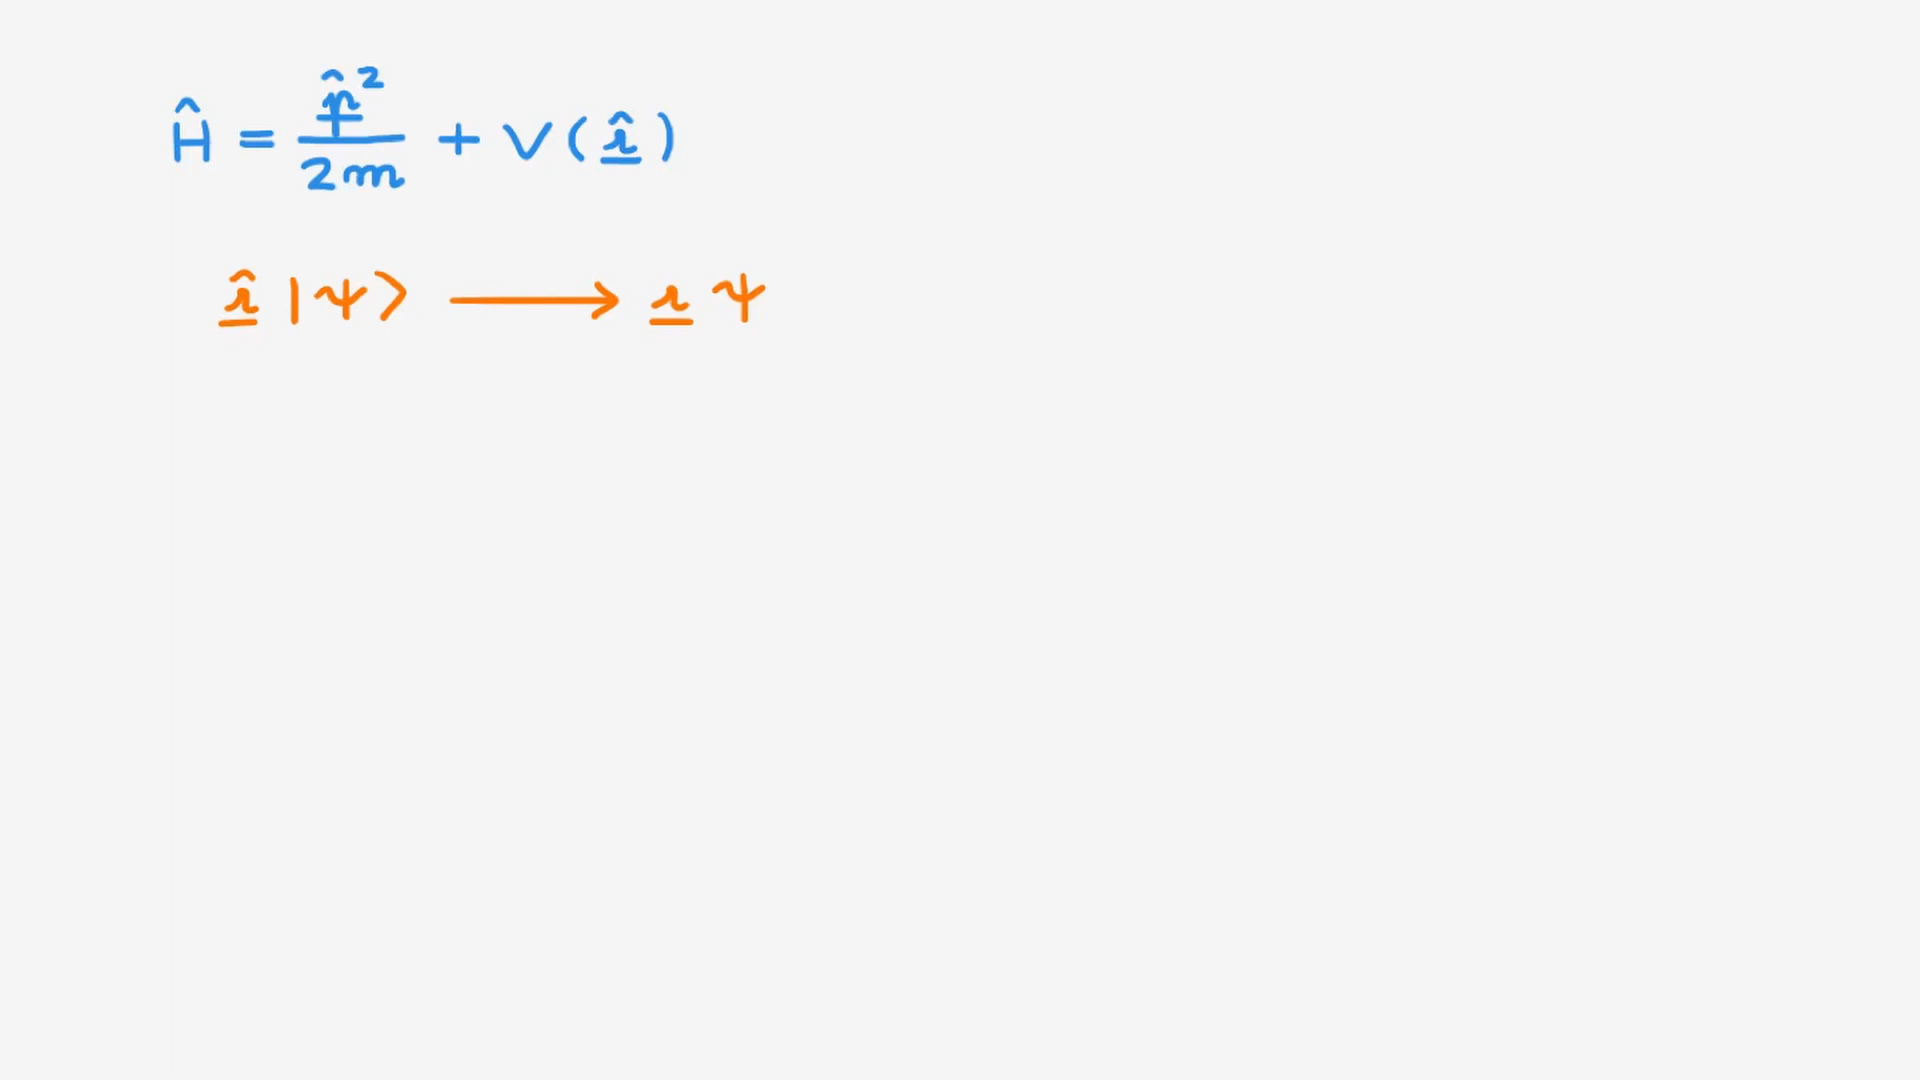 Ĥ = p̲̂² / 2m + V(r̲̂)
r̲̂ |ψ⟩ ⟶ r̲ ψ